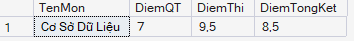 TenMon DiemQT DiemThi DiemTongKet
1 Cơ Sở Dữ Liệu 7 9,5 8,5